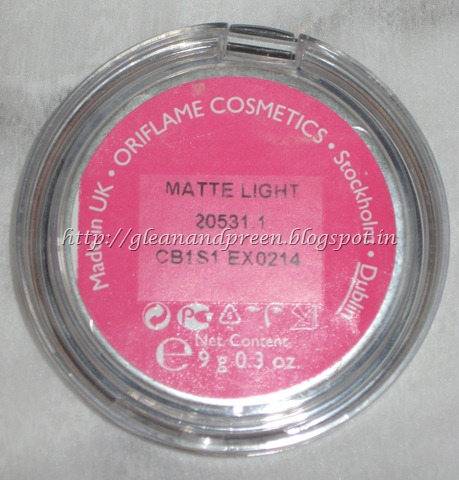 Made in UK • ORIFLAME COSMETICS • Stockholm • Dublin
MATTE LIGHT
20531.1
http://gleanandpreen.blogspot.in
CB1S1 EX0214
Net. Content
e 9 g 0.3 oz.